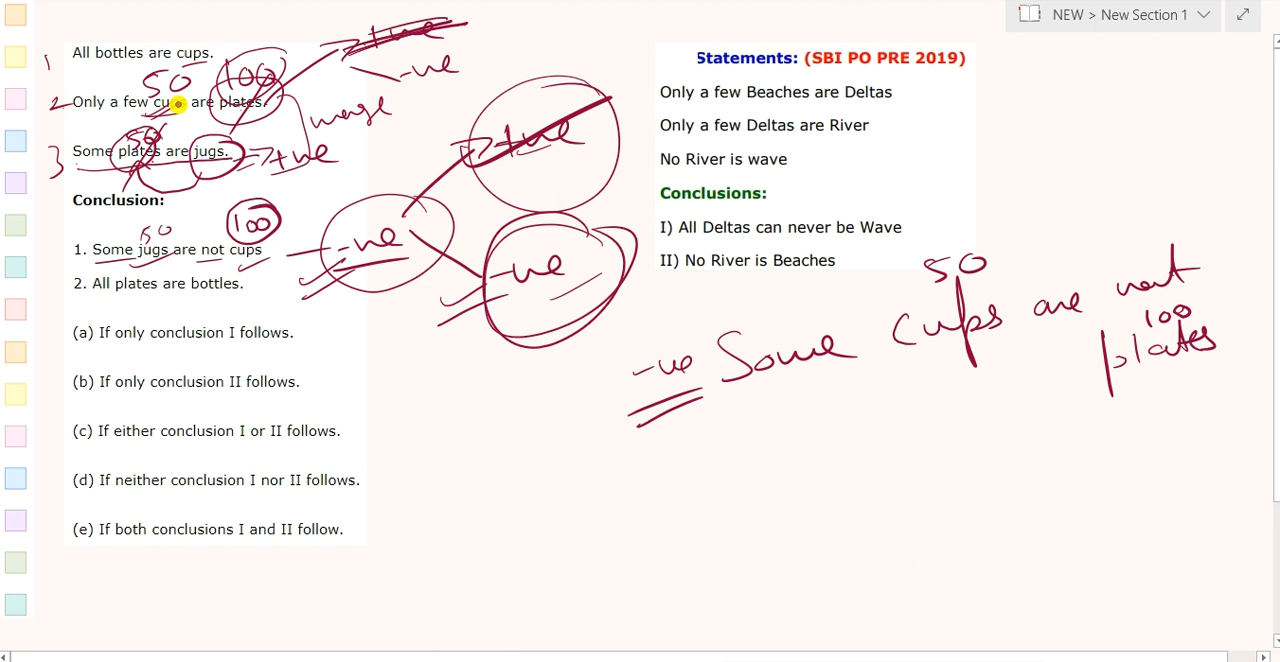 NEW > New Section 1
1 All bottles are cups.
50 100
2 Only a few are plates.
3 Some plates are jugs. => +ve
50
=> +ve
-ve
merge
Conclusion:
50 100
1. Some jugs are not cups
-ve
=> +ve
-ve
2. All plates are bottles.
(a) If only conclusion I follows.
(b) If only conclusion II follows.
(c) If either conclusion I or II follows.
(d) If neither conclusion I nor II follows.
(e) If both conclusions I and II follow.
Statements: (SBI PO PRE 2019)
Only a few Beaches are Deltas
Only a few Deltas are River
No River is wave
Conclusions:
I) All Deltas can never be Wave
II) No River is Beaches
50 100
-ve Some cups are not plates